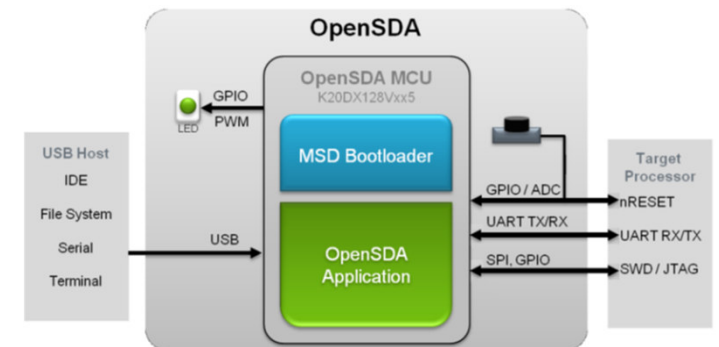 OpenSDA
OpenSDA MCU
K20DX128Vxx5
GPIO
PWM
LED
MSD Bootloader
USB Host
IDE
File System
Serial
Terminal
USB
OpenSDA
Application
GPIO / ADC
UART TX/RX
SPI, GPIO
Target
Processor
nRESET
UART RX/TX
SWD / JTAG